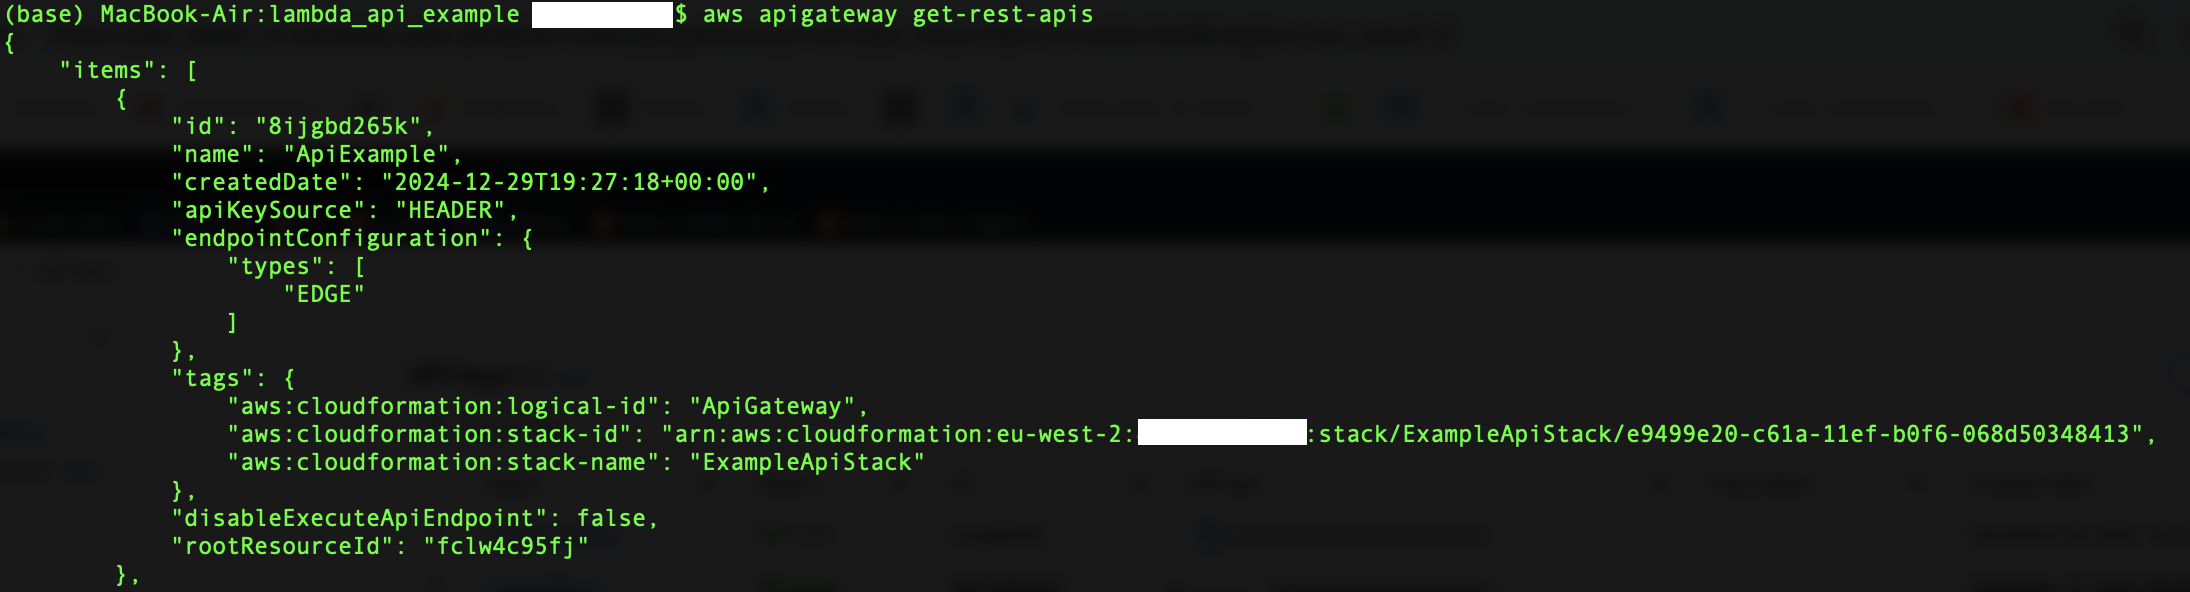 (base) MacBook-Air:lambda_api_example $ aws apigateway get-rest-apis
{
    "items": [
        {
            "id": "8ijgbd265k",
            "name": "ApiExample",
            "createdDate": "2024-12-29T19:27:18+00:00",
            "apiKeySource": "HEADER",
            "endpointConfiguration": {
                "types": [
                    "EDGE"
                ]
            },
            "tags": {
                "aws:cloudformation:logical-id": "ApiGateway",
                "aws:cloudformation:stack-id": "arn:aws:cloudformation:eu-west-2: :stack/ExampleApiStack/e9499e20-c61a-11ef-b0f6-068d50348413",
                "aws:cloudformation:stack-name": "ExampleApiStack"
            },
            "disableExecuteApiEndpoint": false,
            "rootResourceId": "fclw4c95fj"
        },